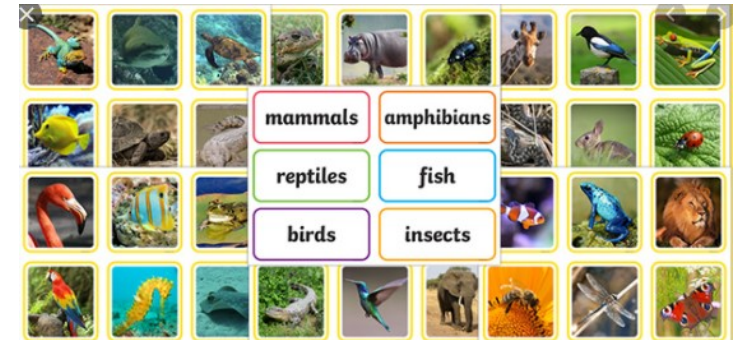 mammals
amphibians
reptiles
fish
birds
insects